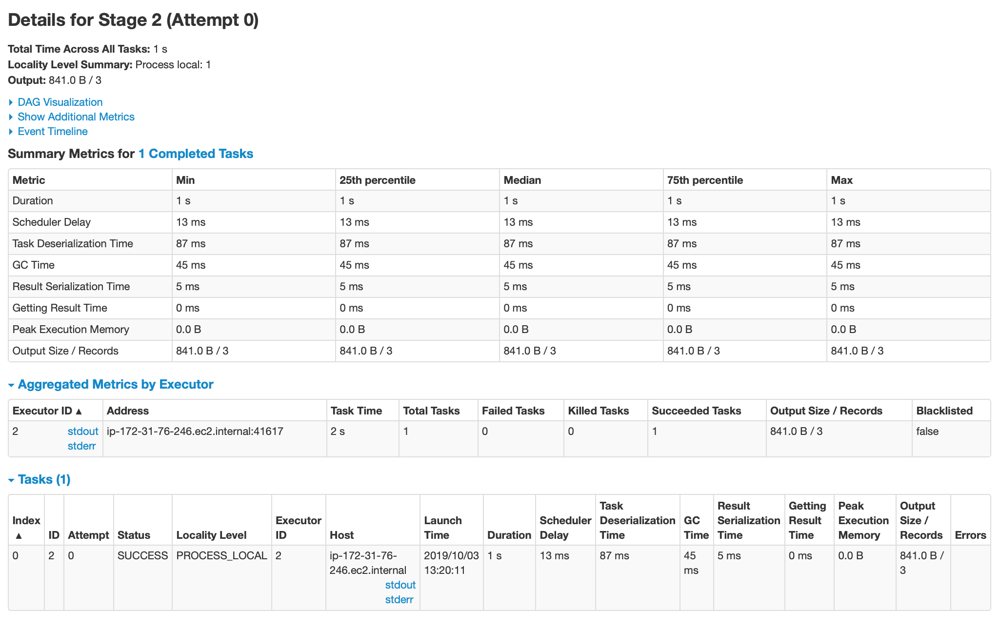 Details for Stage 2 (Attempt 0)
Total Time Across All Tasks: 1 s
Locality Level Summary: Process local: 1
Output: 841.0 B / 3
DAG Visualization
Show Additional Metrics
Event Timeline
Summary Metrics for 1 Completed Tasks
Metric Min 25th percentile Median 75th percentile Max
Duration 1 s 1 s 1 s 1 s 1 s
Scheduler Delay 13 ms 13 ms 13 ms 13 ms 13 ms
Task Deserialization Time 87 ms 87 ms 87 ms 87 ms 87 ms
GC Time 45 ms 45 ms 45 ms 45 ms 45 ms
Result Serialization Time 5 ms 5 ms 5 ms 5 ms 5 ms
Getting Result Time 0 ms 0 ms 0 ms 0 ms 0 ms
Peak Execution Memory 0.0 B 0.0 B 0.0 B 0.0 B 0.0 B
Output Size / Records 841.0 B / 3 841.0 B / 3 841.0 B / 3 841.0 B / 3 841.0 B / 3
Aggregated Metrics by Executor
Executor ID ▲ Address Task Time Total Tasks Failed Tasks Killed Tasks Succeeded Tasks Output Size / Records Blacklisted
2 stdout ip-172-31-76-246.ec2.internal:41617 2 s 1 0 0 1 841.0 B / 3 false
stderr
Tasks (1)
Task Result Getting Peak Output
Index Executor Launch Scheduler Deserialization GC Serialization Result Execution Size /
▲ ID Attempt Status Locality Level ID Host Time Duration Delay Time Time Time Time Memory Records Errors
0 2 0 SUCCESS PROCESS_LOCAL 2 ip-172-31-76- 2019/10/03 1 s 13 ms 87 ms 45 5 ms 0 ms 0.0 B 841.0 B /
246.ec2.internal 13:20:11 ms 3
stdout
stderr